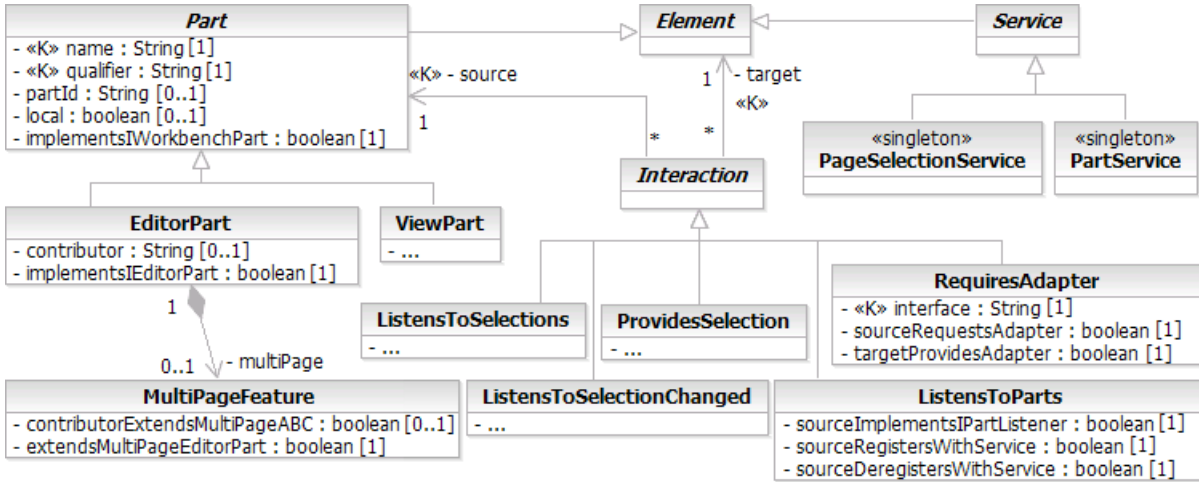 Part
- «K» name : String [1]
- «K» qualifier : String [1]
- partId : String [0..1]
- local : boolean [0..1]
- implementsIWorkbenchPart : boolean [1]
Element
Service
«K» - source
1
*
1
- target
«K»
*
«singleton»
PageSelectionService
«singleton»
PartService
Interaction
EditorPart
- contributor : String [0..1]
- implementsIEditorPart : boolean [1]
ViewPart
- ...
1
0..1
- multiPage
ListensToSelections
- ...
ProvidesSelection
- ...
RequiresAdapter
- «K» interface : String [1]
- sourceRequestsAdapter : boolean [1]
- targetProvidesAdapter : boolean [1]
MultiPageFeature
- contributorExtendsMultiPageABC : boolean [0..1]
- extendsMultiPageEditorPart : boolean [1]
ListensToSelectionChanged
- ...
ListensToParts
- sourceImplementsIPartListener : boolean [1]
- sourceRegistersWithService : boolean [1]
- sourceDeregistersWithService : boolean [1]